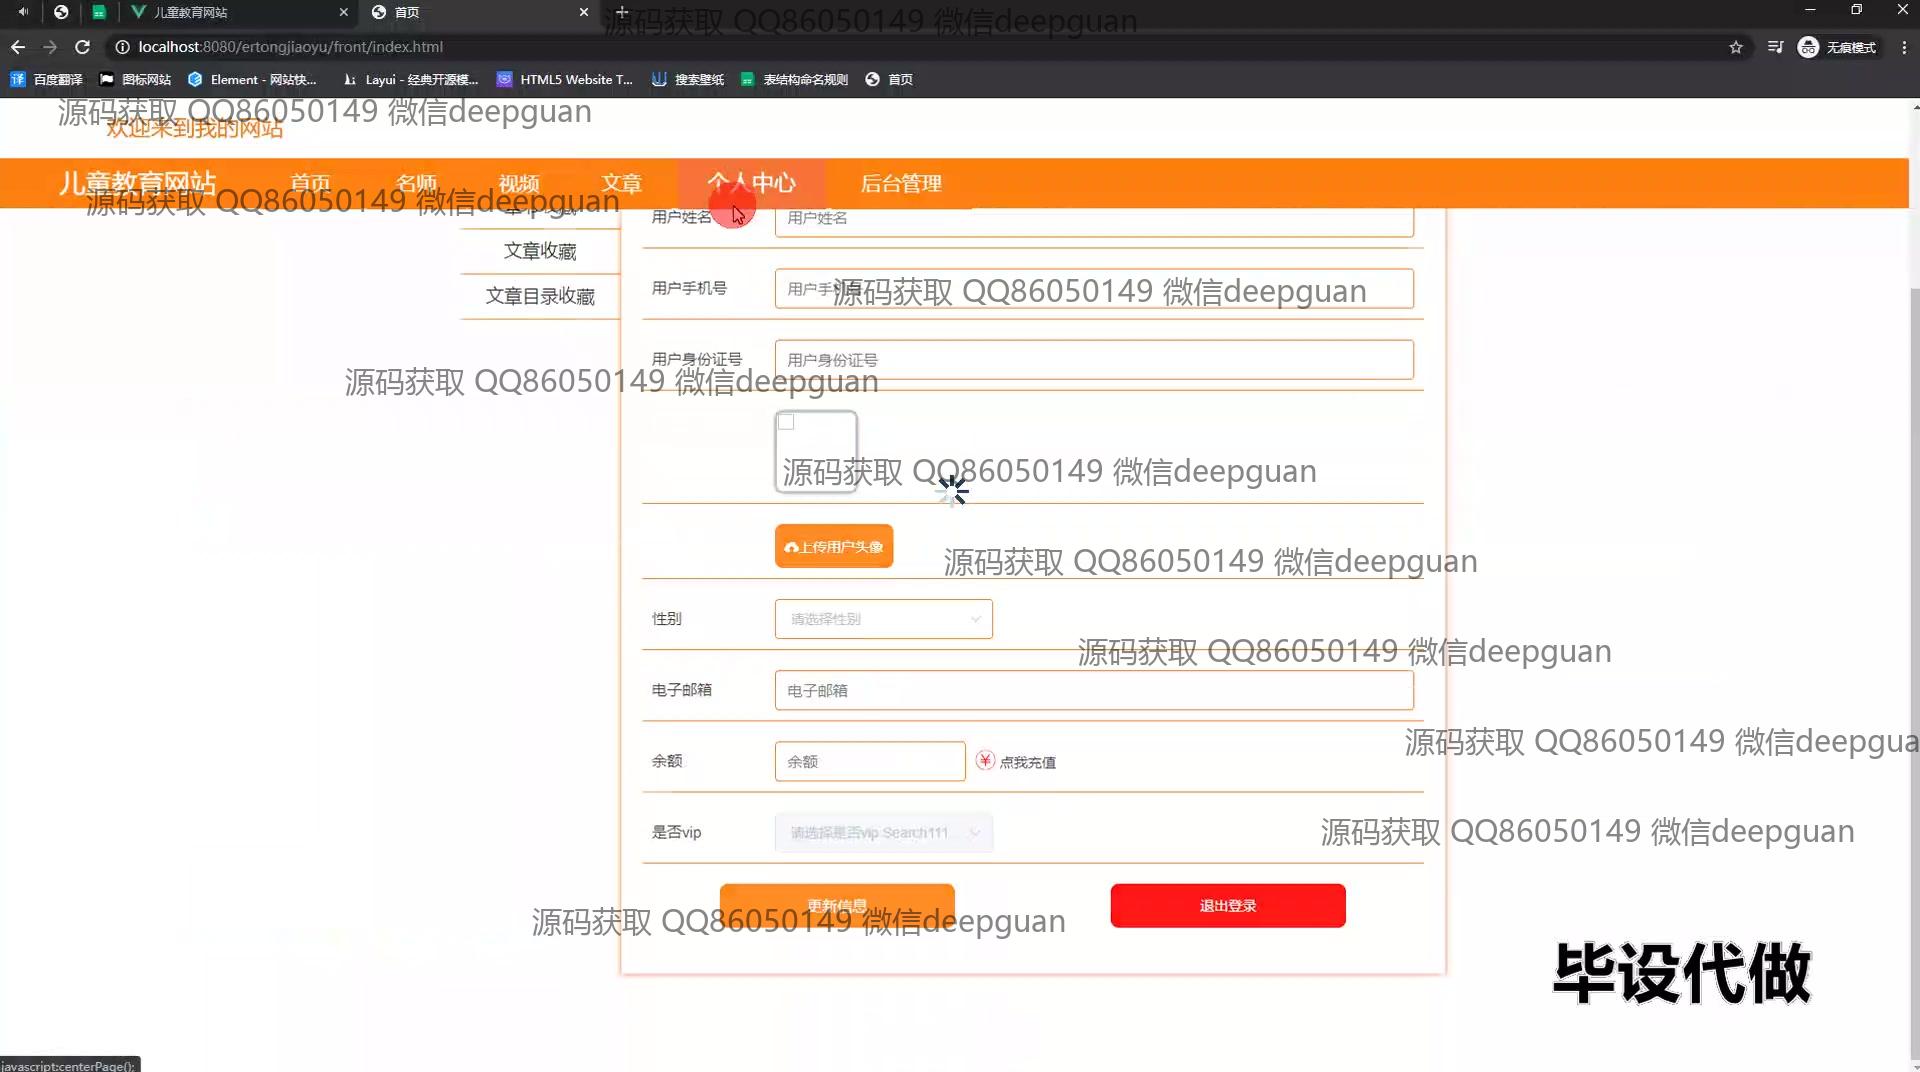 儿童教育网站
首页
源码获取 QQ86050149 微信deepguan
localhost:8080/ertongjiaoyu/front/index.html
无痕模式
百度翻译
图标网站
Element - 网站快...
Layui - 经典开源模...
HTML5 Website T...
搜索壁纸
表结构命名规则
首页
源码获取 QQ86050149 微信deepguan
欢迎来到我的网站
儿童教育网站
首页
名师
视频
文章
个人中心
后台管理
源码获取 QQ86050149 微信deepguan
用户姓名
用户姓名
文章收藏
文章目录收藏
用户手机号
源码获取 QQ86050149 微信deepguan
用户身份证号
用户身份证号
源码获取 QQ86050149 微信deepguan
源码获取 QQ86050149 微信deepguan
上传用户头像
源码获取 QQ86050149 微信deepguan
性别
请选择性别
源码获取 QQ86050149 微信deepguan
电子邮箱
电子邮箱
源码获取 QQ86050149 微信deepgua
余额
余额
¥ 点我充值
是否vip
请选择是否vip Search111
源码获取 QQ86050149 微信deepguan
更新信息
退出登录
源码获取 QQ86050149 微信deepguan
毕设代做
javascript:centerPage();